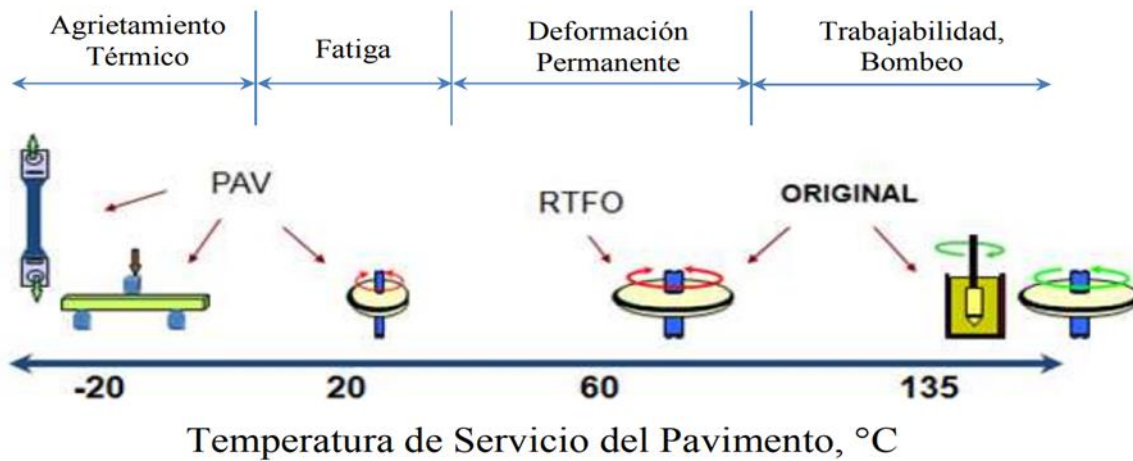 Agrietamiento
Térmico
Fatiga
Deformación
Permanente
Trabajabilidad,
Bombeo
PAV
RTFO
ORIGINAL
-20
20
60
135
Temperatura de Servicio del Pavimento, °C